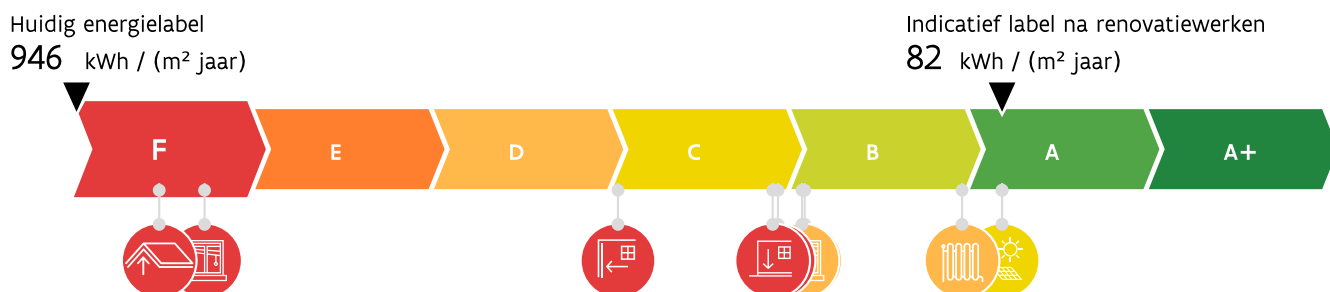 Huidig energielabel
946 kWh / (m² jaar)
Indicatief label na renovatiewerken
82 kWh / (m² jaar)
F E D C B A A+